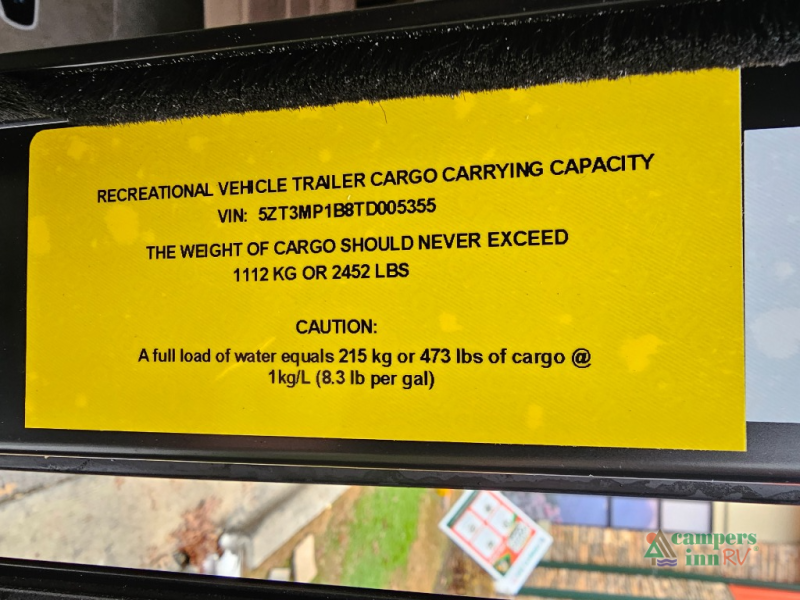 RECREATIONAL VEHICLE TRAILER CARGO CARRYING CAPACITY
VIN: 5ZT3MP1B8TD005355
THE WEIGHT OF CARGO SHOULD NEVER EXCEED
1112 KG OR 2452 LBS
CAUTION:
A full load of water equals 215 kg or 473 lbs of cargo @
1kg/L (8.3 lb per gal)
campers
inn RV